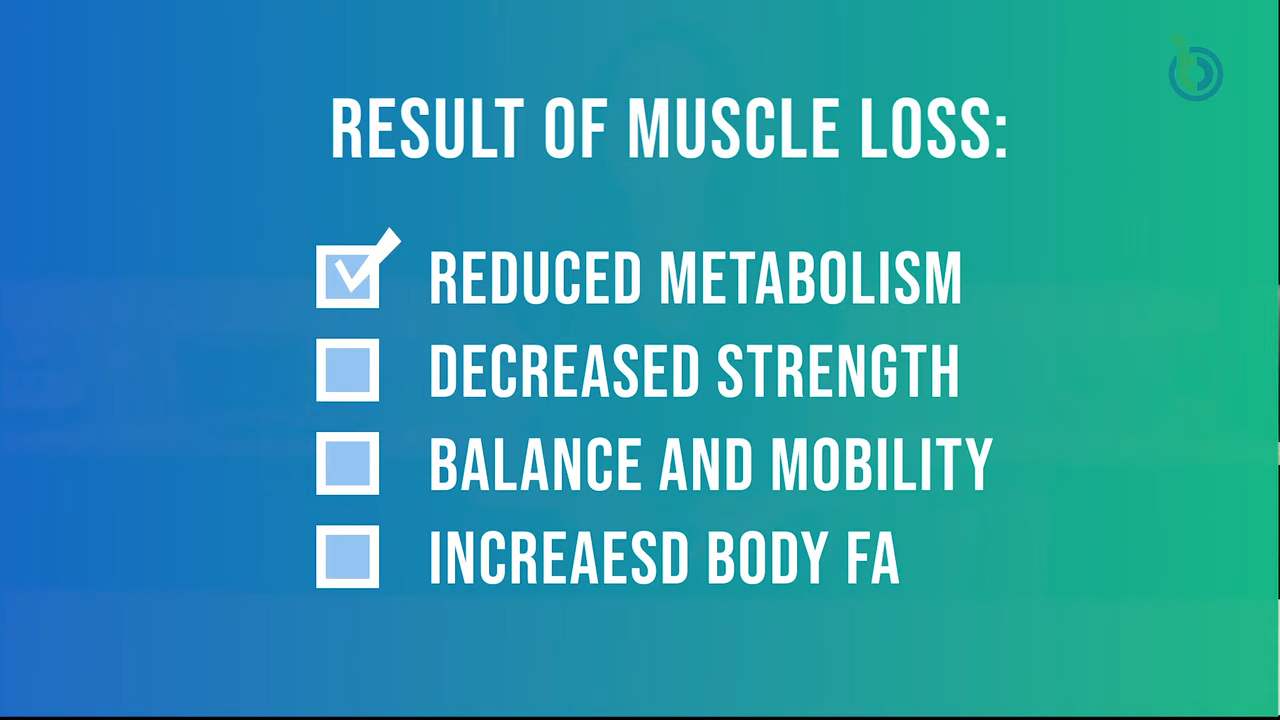 RESULT OF MUSCLE LOSS:
REDUCED METABOLISM
DECREASED STRENGTH
BALANCE AND MOBILITY
INCREAESD BODY FA